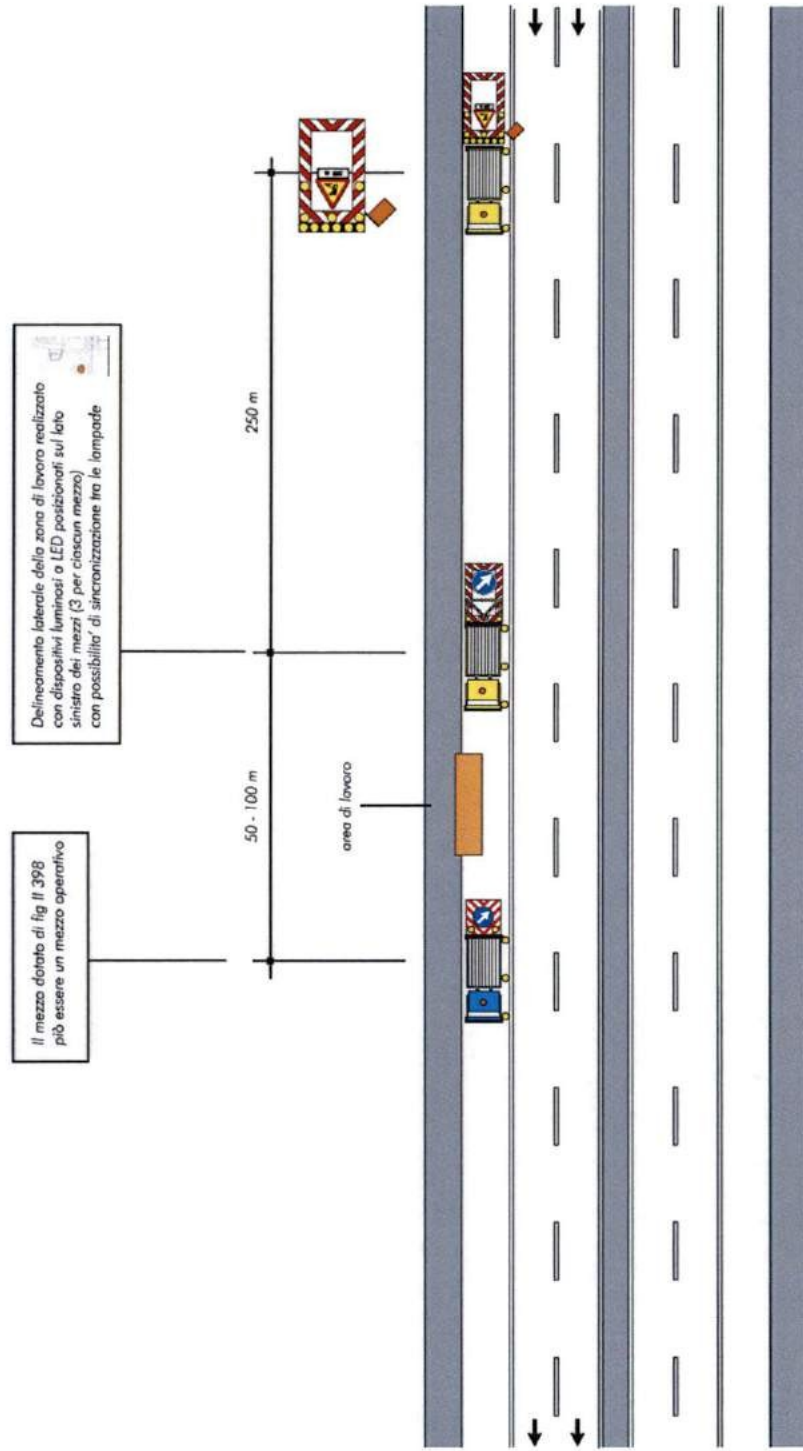 Il mezzo dotato di fig II 398
piò essere un mezzo operativo
Delineamento laterale della zona di lavoro realizzato
con dispositivi luminosi a LED posizionati sul lato
sinistro dei mezzi (3 per ciascun mezzo)
con possibilita' di sincronizzazione tra le lampade
50 - 100 m
250 m
area di lavoro